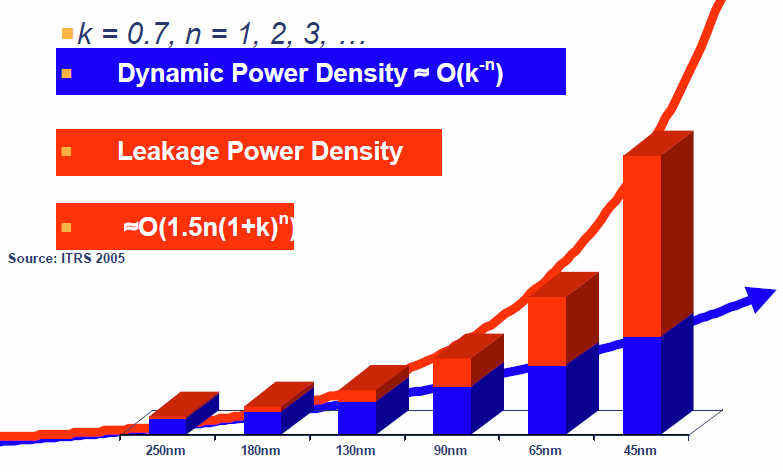 k = 0.7, n = 1, 2, 3, …
Dynamic Power Density ≈ O(k⁻ⁿ)
Leakage Power Density
≈O(1.5n(1+k)ⁿ)
Source: ITRS 2005
250nm 180nm 130nm 90nm 65nm 45nm